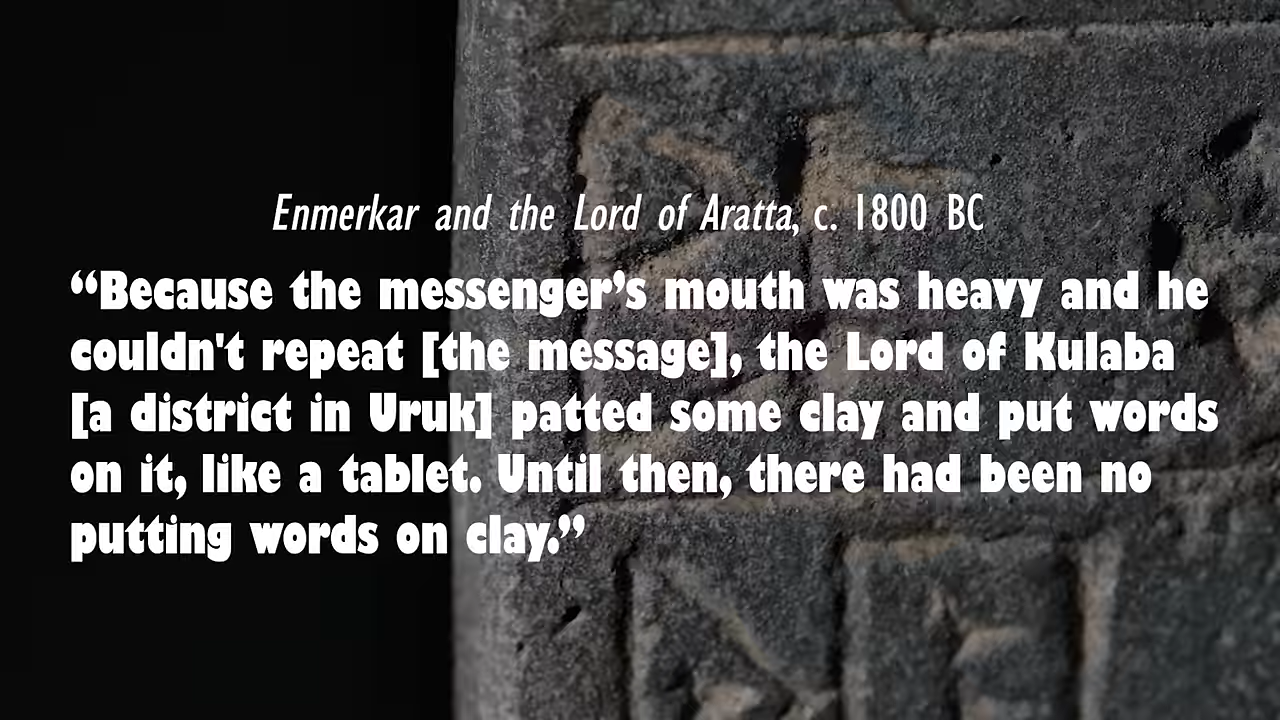 Enmerkar and the Lord of Aratta, c. 1800 BC
“Because the messenger’s mouth was heavy and he
couldn't repeat [the message], the Lord of Kulaba
[a district in Uruk] patted some clay and put words
on it, like a tablet. Until then, there had been no
putting words on clay.”